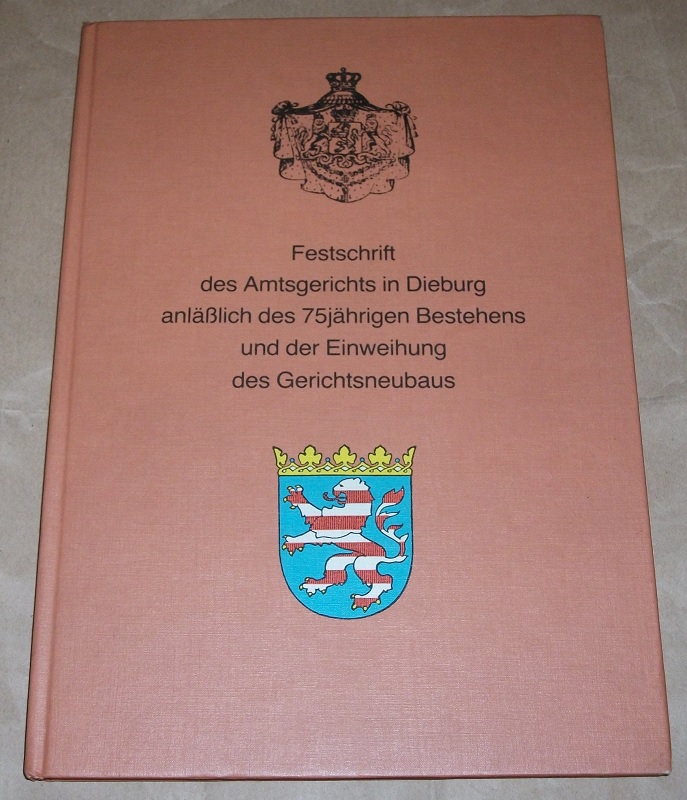 Festschrift
des Amtsgerichts in Dieburg
anläßlich des 75jährigen Bestehens
und der Einweihung
des Gerichtsneubaus